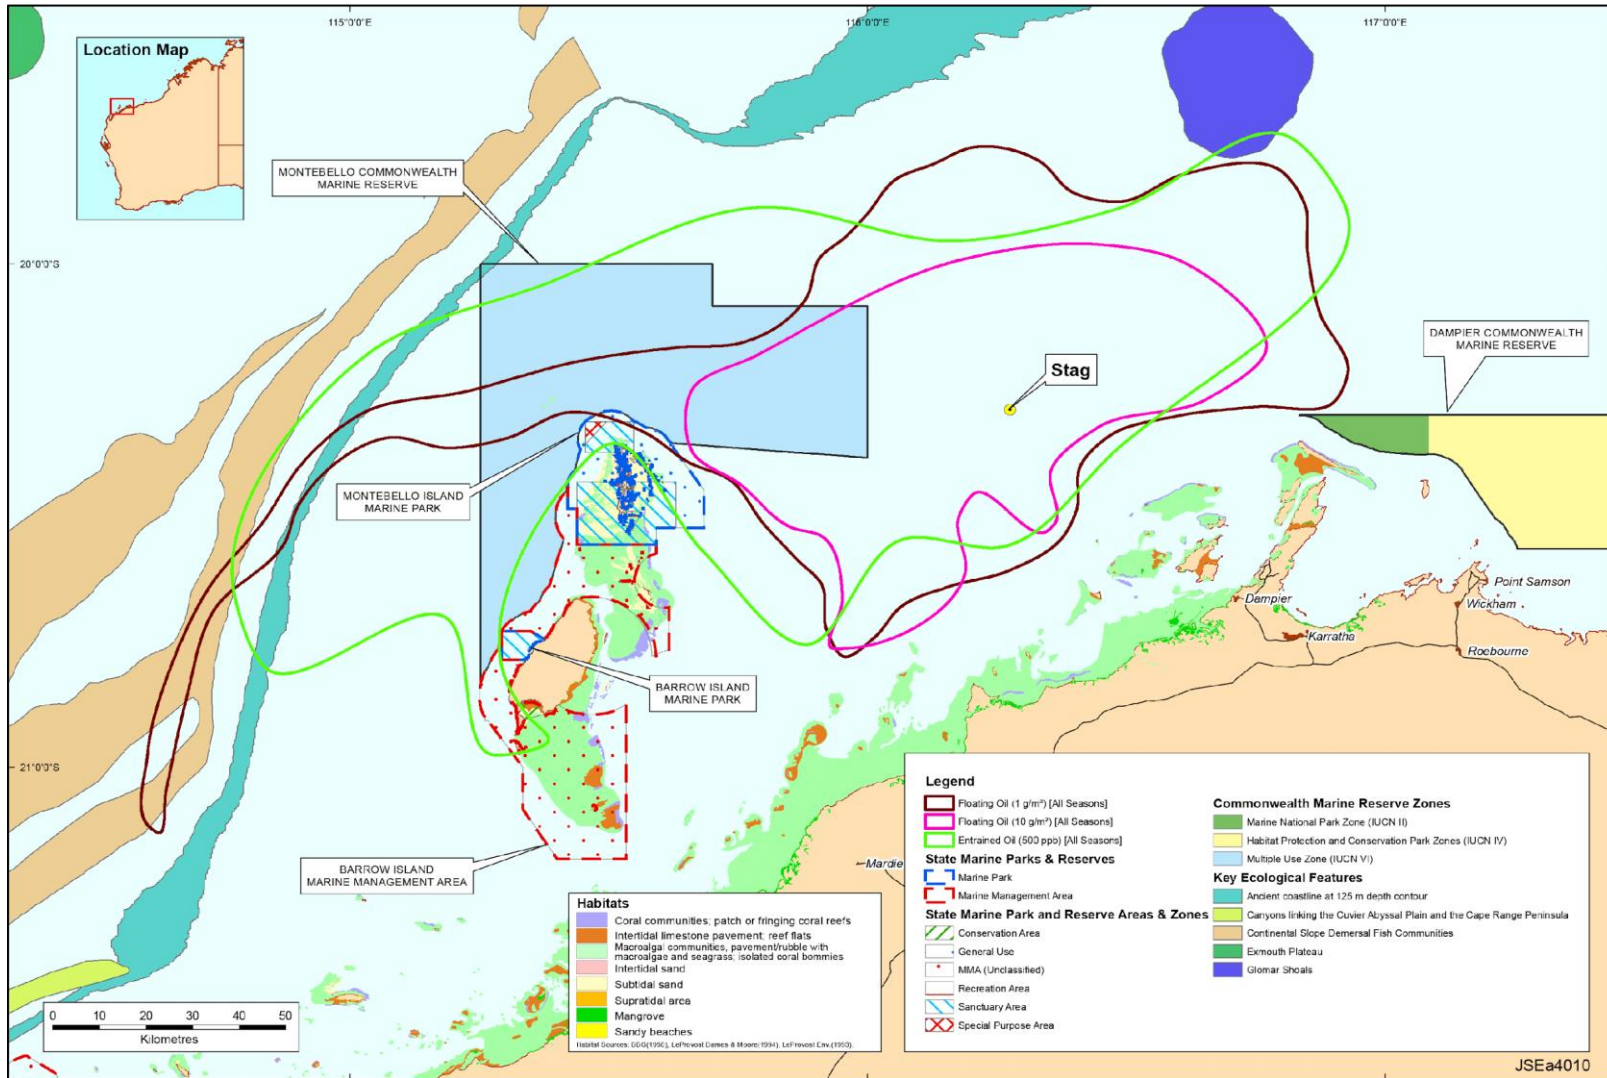 115°0'0"E
116°0'0"E
117°0'0"E
Location Map
MONTEBELLO COMMONWEALTH
MARINE RESERVE
20°0'0"S
DAMPIER COMMONWEALTH
MARINE RESERVE
Stag
MONTEBELLO ISLAND
MARINE PARK
Point Samson
Dampier
Wickham
Karratha
Roebourne
BARROW ISLAND
MARINE PARK
21°0'0"S
BARROW ISLAND
MARINE MANAGEMENT AREA
Mardie
Legend
Floating Oil (1 g/m²) [All Seasons]
Floating Oil (10 g/m²) [All Seasons]
Entrained Oil (500 ppb) [All Seasons]
State Marine Parks & Reserves
Marine Park
Marine Management Area
State Marine Park and Reserve Areas & Zones
Conservation Area
General Use
MMA (Unclassified)
Recreation Area
Sanctuary Area
Special Purpose Area
Commonwealth Marine Reserve Zones
Marine National Park Zone (IUCN II)
Habitat Protection and Conservation Park Zones (IUCN IV)
Multiple Use Zone (IUCN VI)
Key Ecological Features
Ancient coastline at 125 m depth contour
Canyons linking the Cuvier Abyssal Plain and the Cape Range Peninsula
Continental Slope Demersal Fish Communities
Exmouth Plateau
Glomar Shoals
Habitats
Coral communities; patch or fringing coral reefs
Intertidal limestone pavement; reef flats
Macroalgal communities, pavement/rubble with
macroalgae and seagrass; isolated coral bommies
Intertidal sand
Subtidal sand
Supratidal area
Mangrove
Sandy beaches
Habitat Sources: LeProvost Dames & Moore(1994), LeProvost Env.
0 10 20 30 40 50
Kilometres
JSEa4010